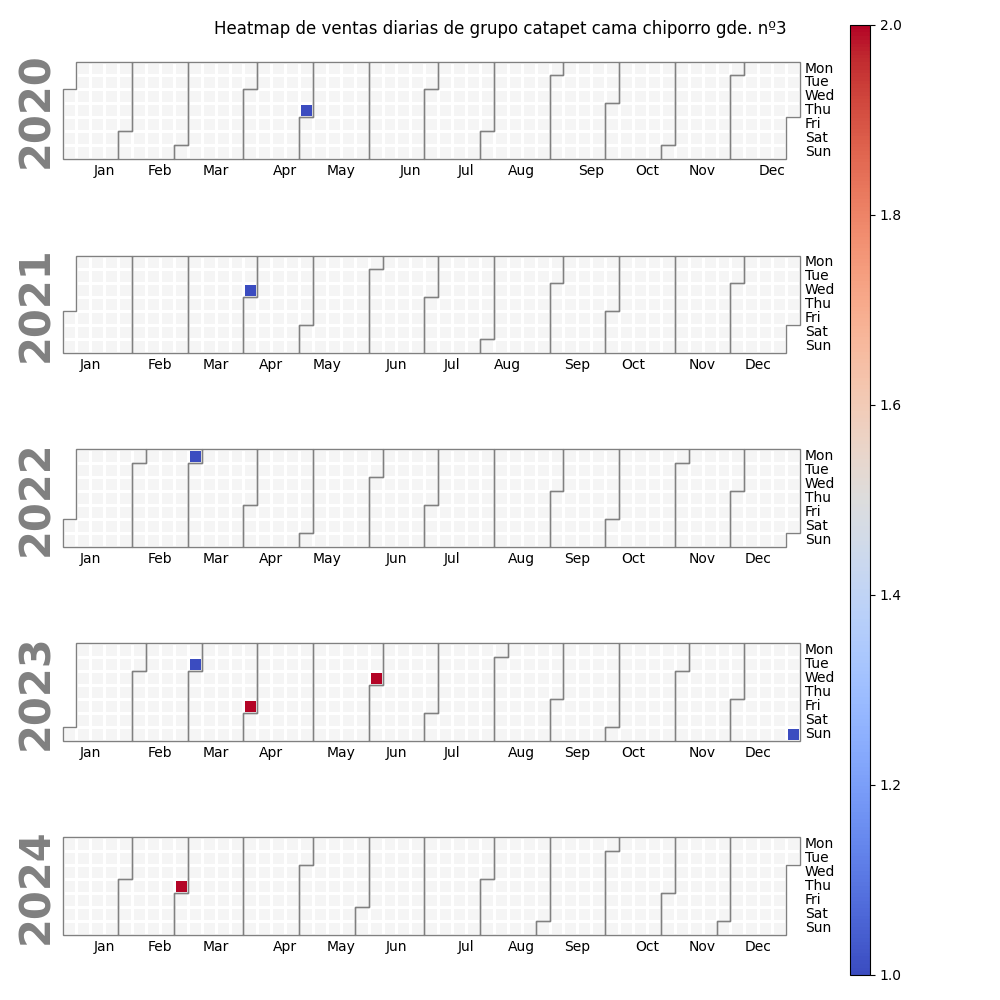 Heatmap de ventas diarias de grupo catapet cama chiporro gde. nº3
2020
Mon
Tue
Wed
Thu
Fri
Sat
Sun
Jan Feb Mar Apr May Jun Jul Aug Sep Oct Nov Dec
2021
Mon
Tue
Wed
Thu
Fri
Sat
Sun
Jan Feb Mar Apr May Jun Jul Aug Sep Oct Nov Dec
2022
Mon
Tue
Wed
Thu
Fri
Sat
Sun
Jan Feb Mar Apr May Jun Jul Aug Sep Oct Nov Dec
2023
Mon
Tue
Wed
Thu
Fri
Sat
Sun
Jan Feb Mar Apr May Jun Jul Aug Sep Oct Nov Dec
2024
Mon
Tue
Wed
Thu
Fri
Sat
Sun
Jan Feb Mar Apr May Jun Jul Aug Sep Oct Nov Dec
2.0
1.8
1.6
1.4
1.2
1.0